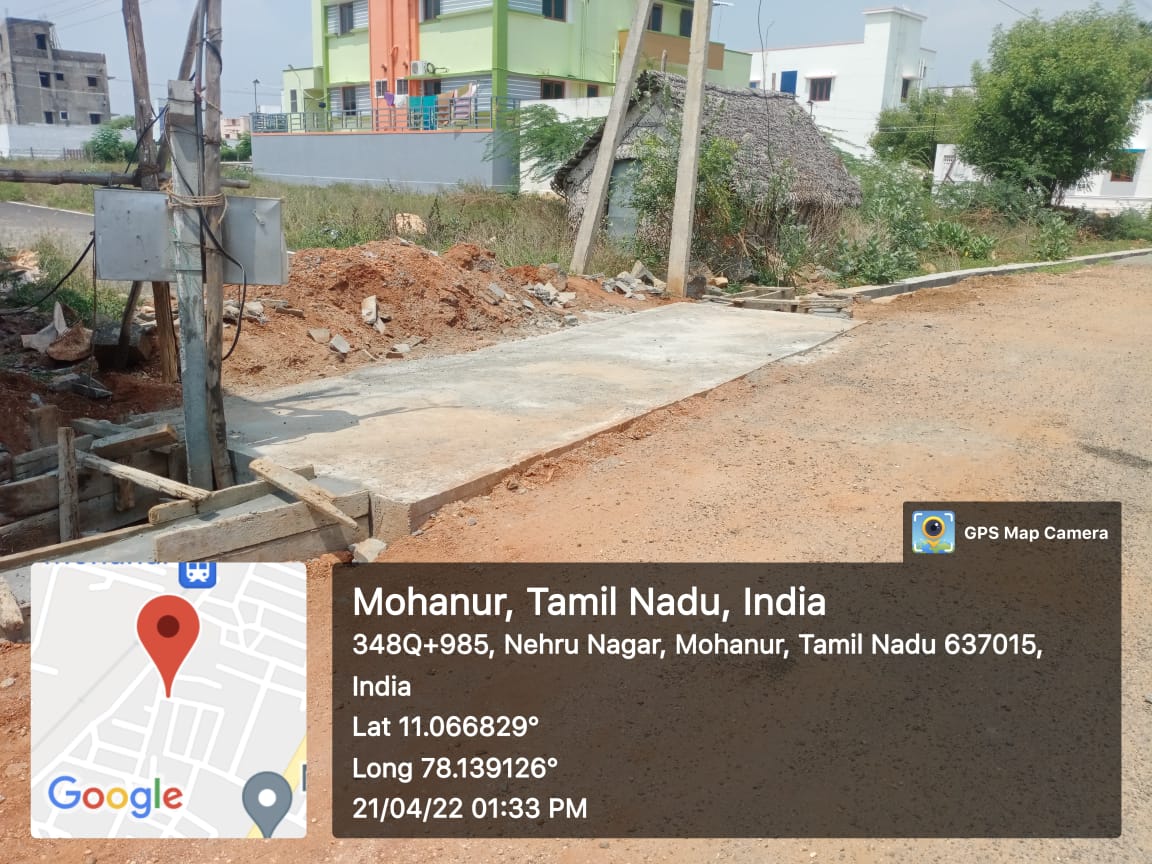 GPS Map Camera
Mohanur, Tamil Nadu, India
348Q+985, Nehru Nagar, Mohanur, Tamil Nadu 637015,
India
Lat 11.066829°
Long 78.139126°
21/04/22 01:33 PM
Google